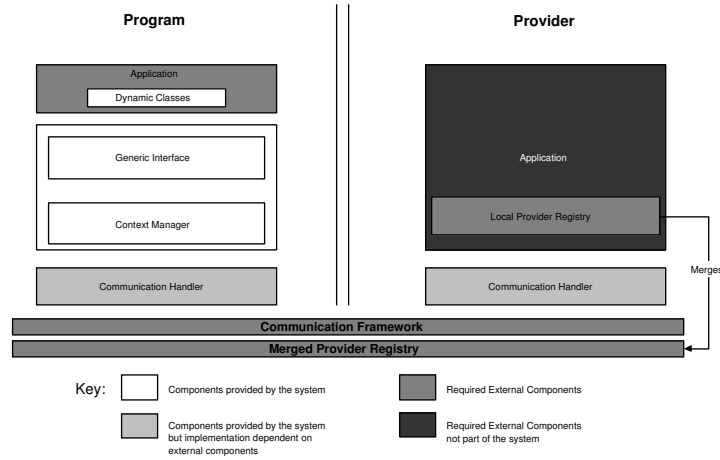 Program
Provider
Application
Dynamic Classes
Generic Interface
Application
Local Provider Registry
Context Manager
Merges
Communication Handler
Communication Handler
Communication Framework
Merged Provider Registry
Key:
Components provided by the system
Required External Components
Components provided by the system
but implementation dependent on
external components
Required External Components
not part of the system